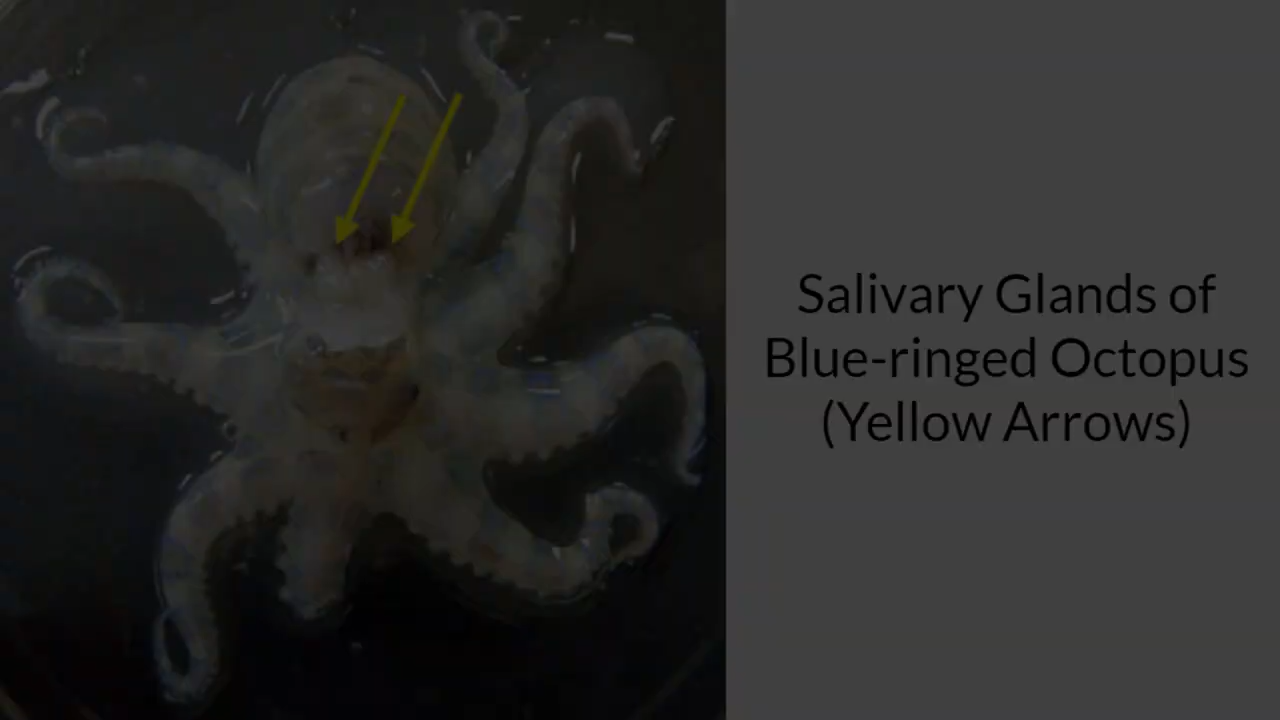 Salivary Glands of
Blue-ringed Octopus
(Yellow Arrows)